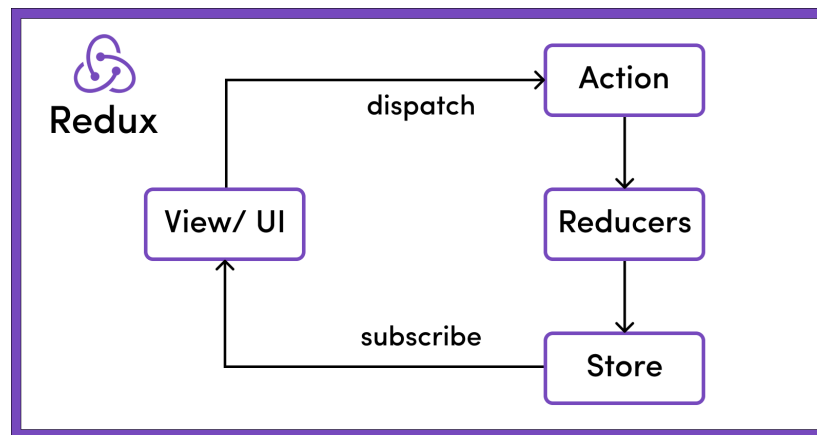 Redux
dispatch
Action
View/ UI
Reducers
subscribe
Store